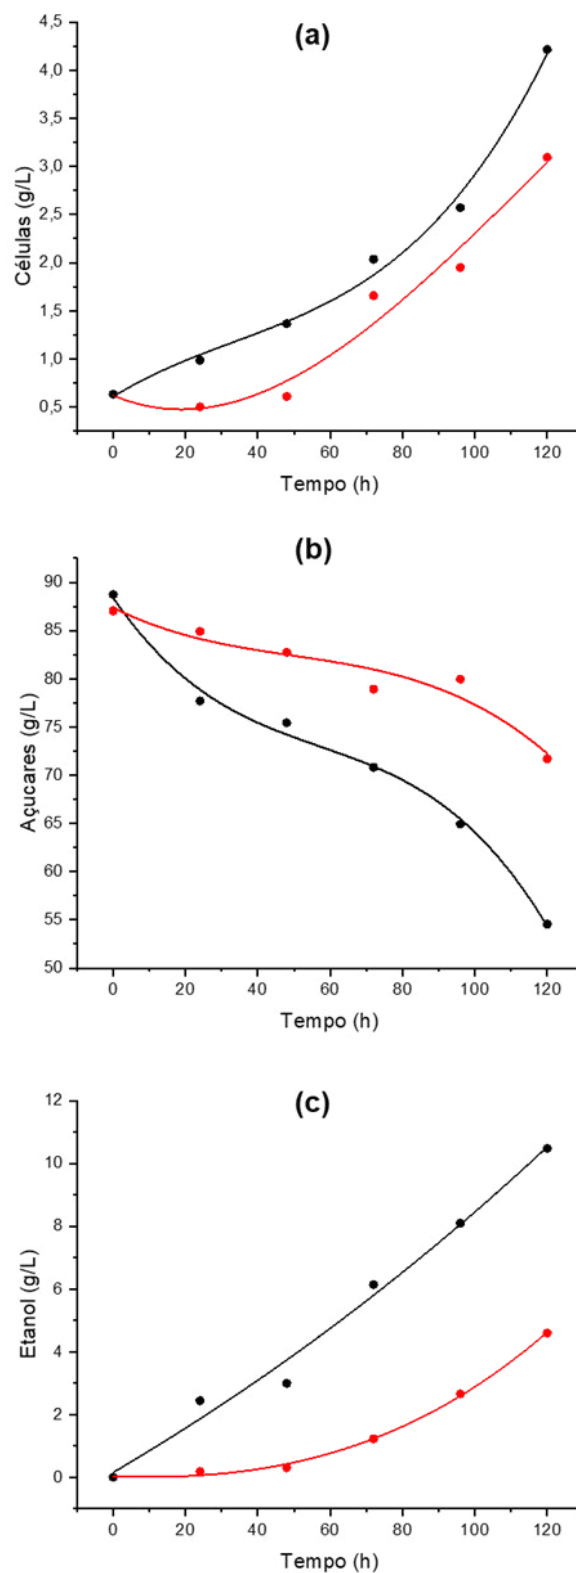 (a)
4,5
4,0
3,5
3,0
2,5
2,0
1,5
1,0
0,5
Células (g/L)
0 20 40 60 80 100 120
Tempo (h)
(b)
90
85
80
75
70
65
60
55
50
Açucares (g/L)
0 20 40 60 80 100 120
Tempo (h)
(c)
12
10
8
6
4
2
0
Etanol (g/L)
0 20 40 60 80 100 120
Tempo (h)